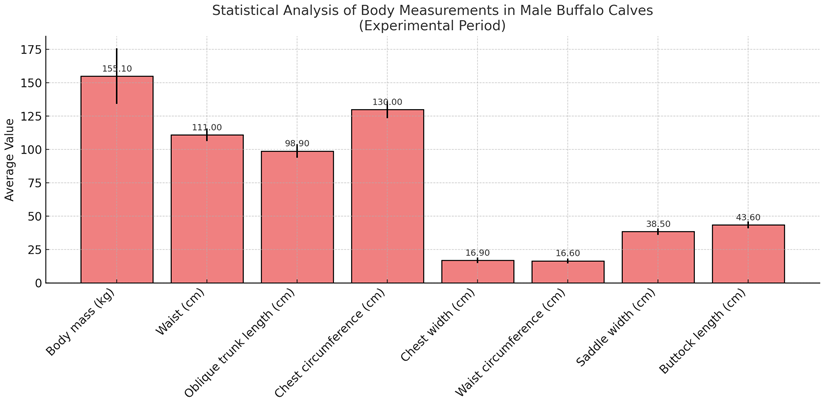 Statistical Analysis of Body Measurements in Male Buffalo Calves
(Experimental Period)
Average Value
175
150
125
100
75
50
25
0
155.10
111.00
98.90
130.00
16.90
16.60
38.50
43.60
Body mass (kg)
Waist (cm)
Oblique trunk length (cm)
Chest circumference (cm)
Chest width (cm)
Waist circumference (cm)
Saddle width (cm)
Buttock length (cm)